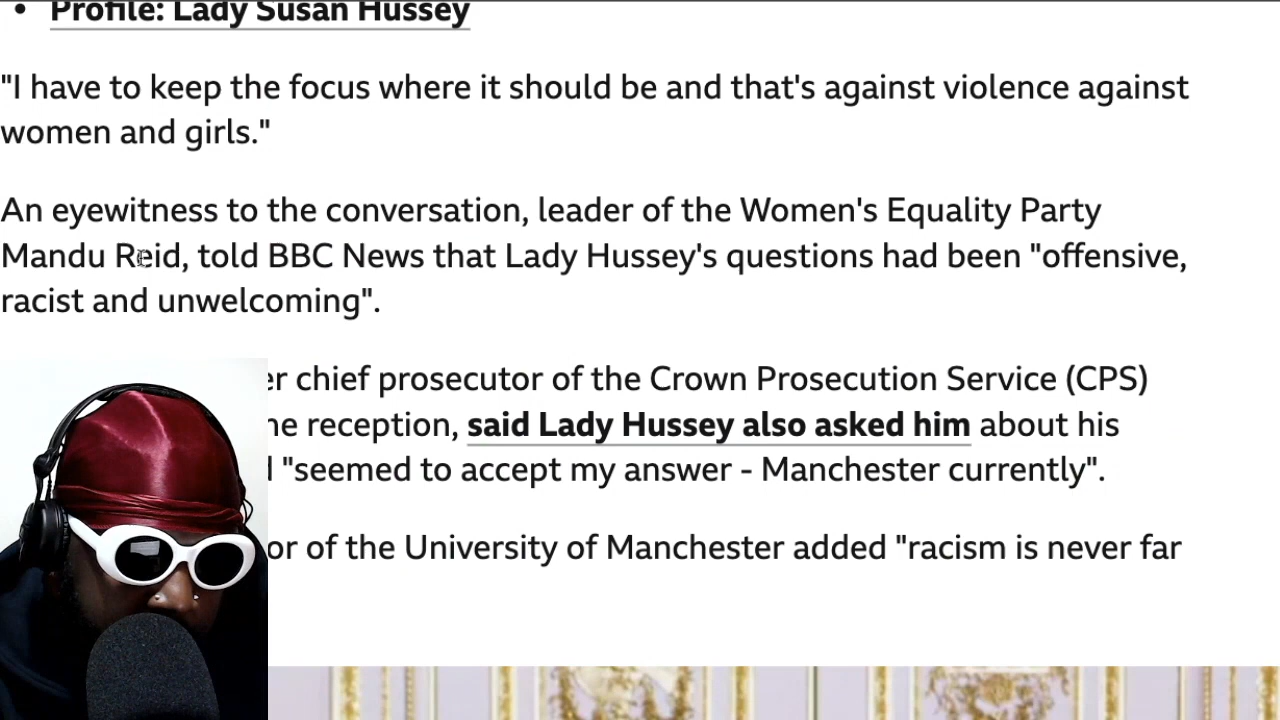 • Profile: Lady Susan Hussey
"I have to keep the focus where it should be and that's against violence against
women and girls."
An eyewitness to the conversation, leader of the Women's Equality Party
Mandu Reid, told BBC News that Lady Hussey's questions had been "offensive,
racist and unwelcoming".
chief prosecutor of the Crown Prosecution Service (CPS)
reception, said Lady Hussey also asked him about his
"seemed to accept my answer - Manchester currently".
of the University of Manchester added "racism is never far